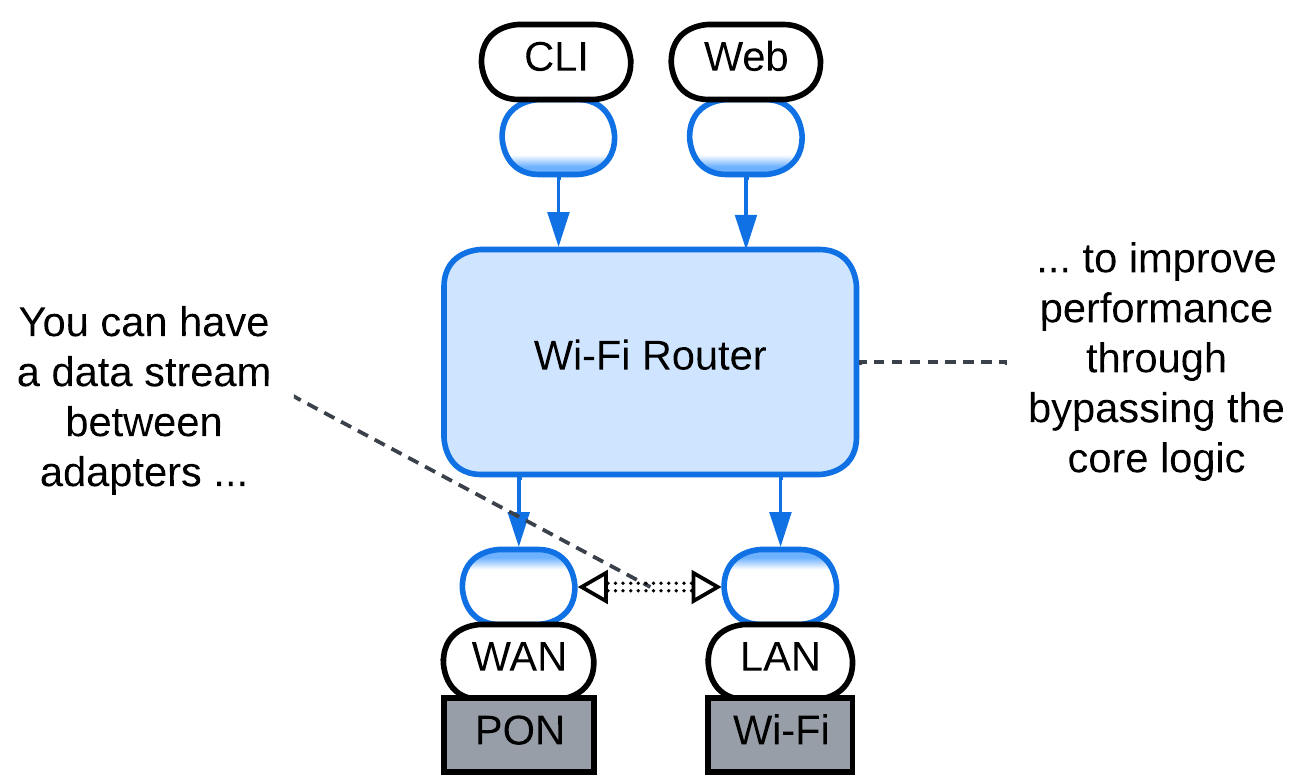 CLI
Web
You can have
a data stream
between
adapters ...
Wi-Fi Router
... to improve
performance
through
bypassing the
core logic
WAN
LAN
PON
Wi-Fi